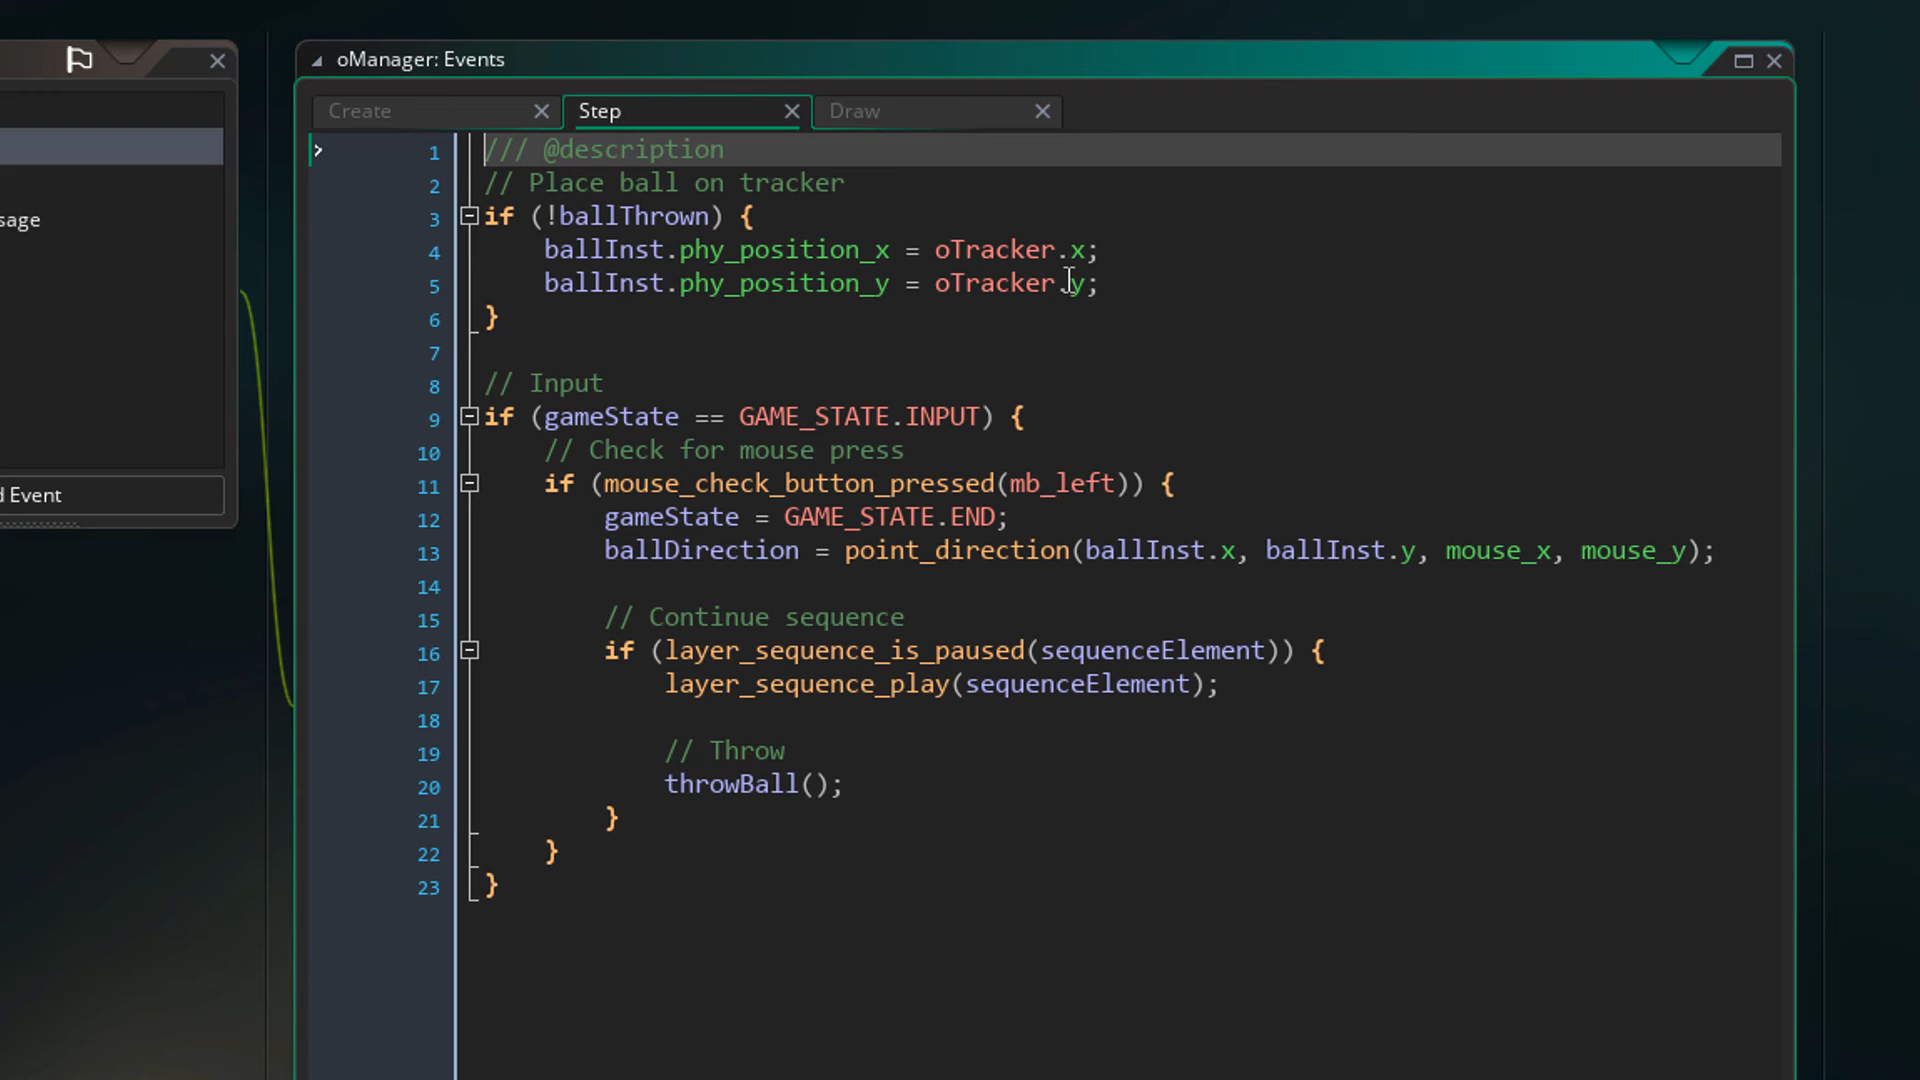 oManager: Events
Create
Step
Draw
sage
d Event
1 /// @description
2 // Place ball on tracker
3 if (!ballThrown) {
4 ballInst.phy_position_x = oTracker.x;
5 ballInst.phy_position_y = oTracker.y;
6 }
7
8 // Input
9 if (gameState == GAME_STATE.INPUT) {
10 // Check for mouse press
11 if (mouse_check_button_pressed(mb_left)) {
12 gameState = GAME_STATE.END;
13 ballDirection = point_direction(ballInst.x, ballInst.y, mouse_x, mouse_y);
14
15 // Continue sequence
16 if (layer_sequence_is_paused(sequenceElement)) {
17 layer_sequence_play(sequenceElement);
18
19 // Throw
20 throwBall();
21 }
22 }
23 }